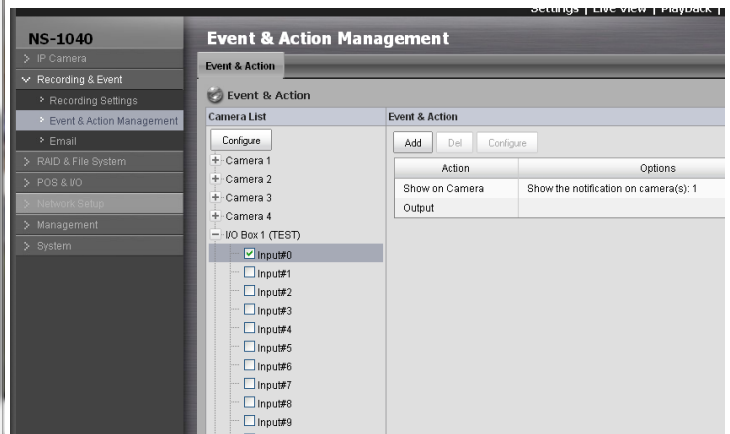 Settings | Live View | Playback |
NS-1040
Event & Action Management
IP Camera
Recording & Event
Recording Settings
Event & Action Management
Email
RAID & File System
POS & I/O
Network Setup
Management
System
Event & Action
Event & Action
Camera List
Configure
Camera 1
Camera 2
Camera 3
Camera 4
I/O Box 1 (TEST)
Input#0
Input#1
Input#2
Input#3
Input#4
Input#5
Input#6
Input#7
Input#8
Input#9
Event & Action
Add Del Configure
Action Options
Show on Camera Show the notification on camera(s): 1
Output